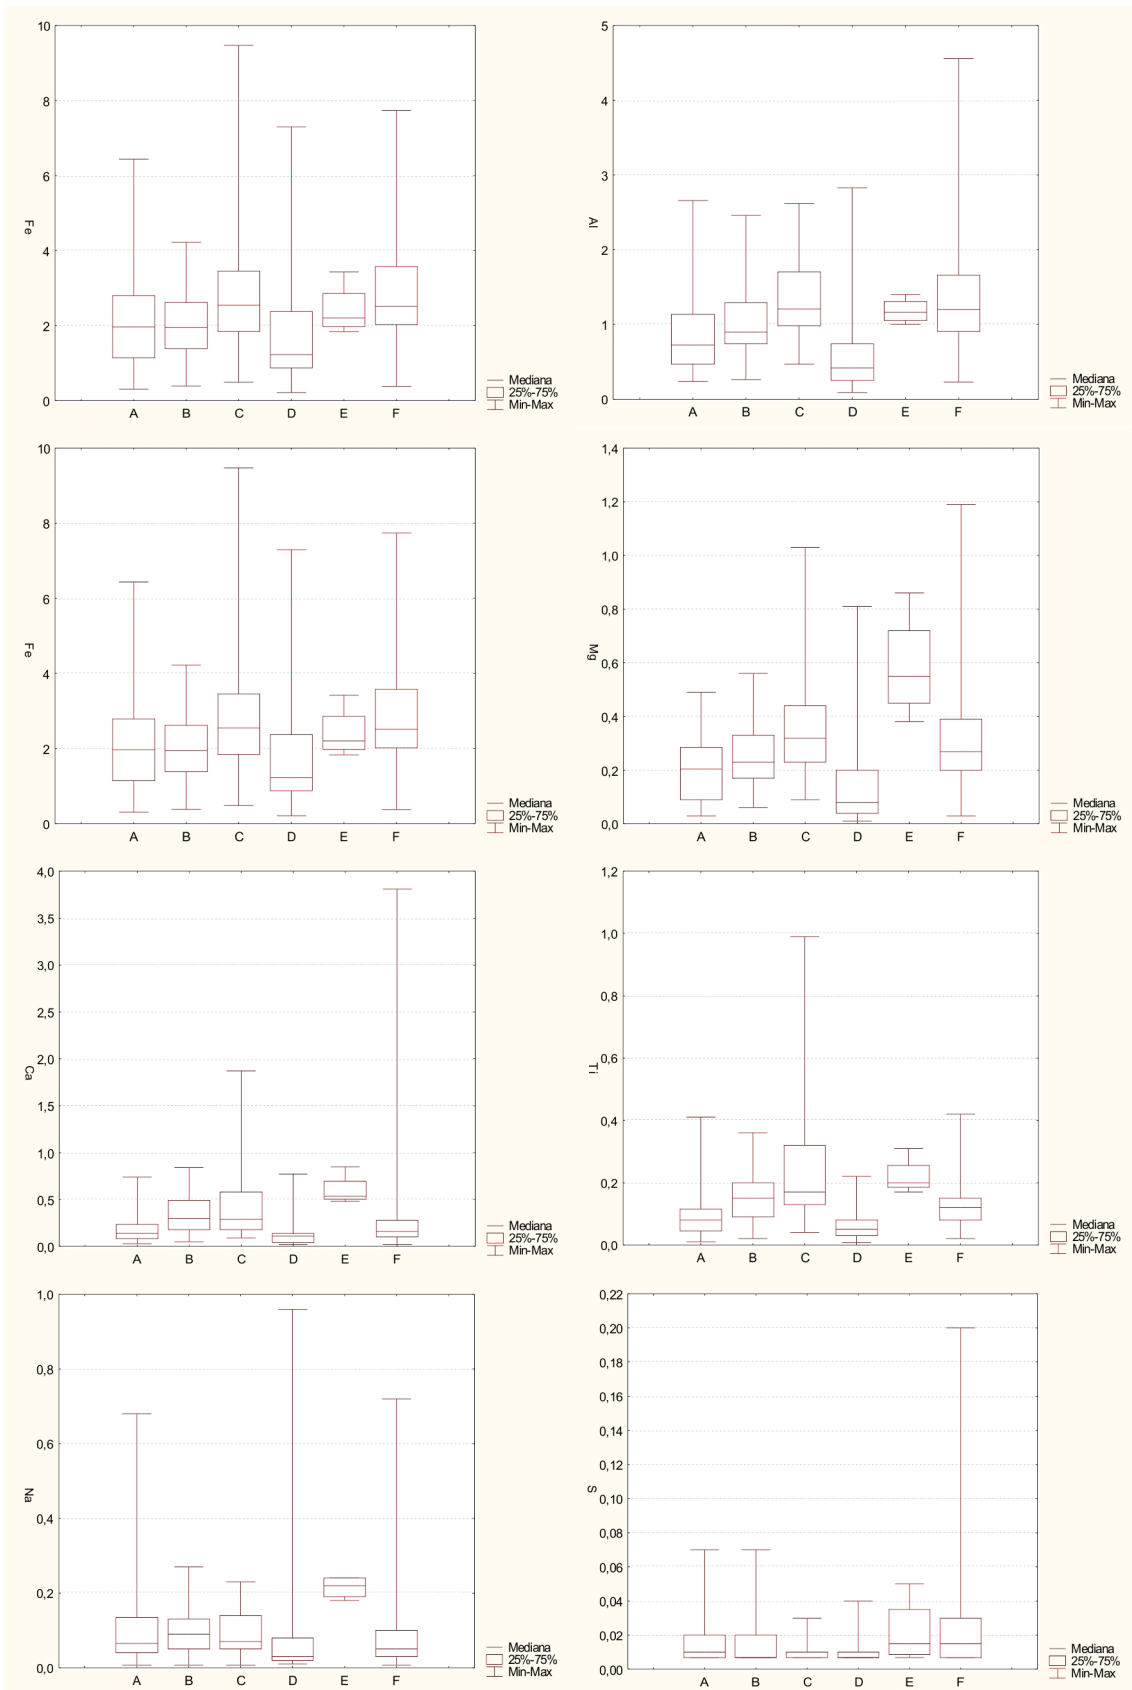 10
8
6
4
2
0
Fe
A B C D E F
Mediana
25%-75%
Min-Max
5
4
3
2
1
0
Al
A B C D E F
Mediana
25%-75%
Min-Max
10
8
6
4
2
0
Fe
A B C D E F
Mediana
25%-75%
Min-Max
1,4
1,2
1,0
0,8
0,6
0,4
0,2
0,0
Mg
A B C D E F
Mediana
25%-75%
Min-Max
4,0
3,5
3,0
2,5
2,0
1,5
1,0
0,5
0,0
Ca
A B C D E F
Mediana
25%-75%
Min-Max
1,2
1,0
0,8
0,6
0,4
0,2
0,0
Ti
A B C D E F
Mediana
25%-75%
Min-Max
1,0
0,8
0,6
0,4
0,2
0,0
Na
A B C D E F
Mediana
25%-75%
Min-Max
0,22
0,20
0,18
0,16
0,14
0,12
0,10
0,08
0,06
0,04
0,02
0,00
S
A B C D E F
Mediana
25%-75%
Min-Max